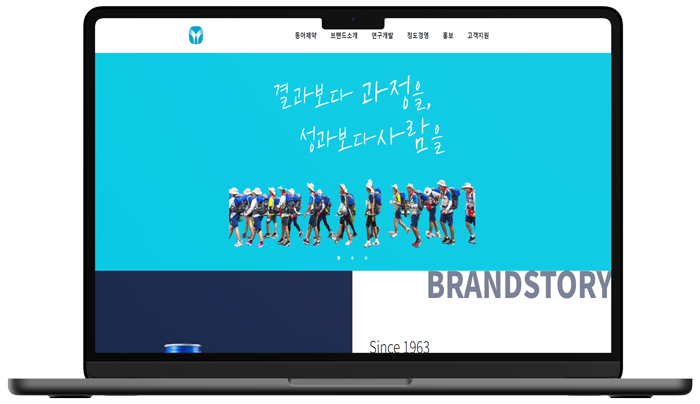 동아제약 브랜드소개 연구개발 정도경영 홍보 고객지원
결과보다 과정을,
성과보다 사람을
BRANDSTORY
Since 1963